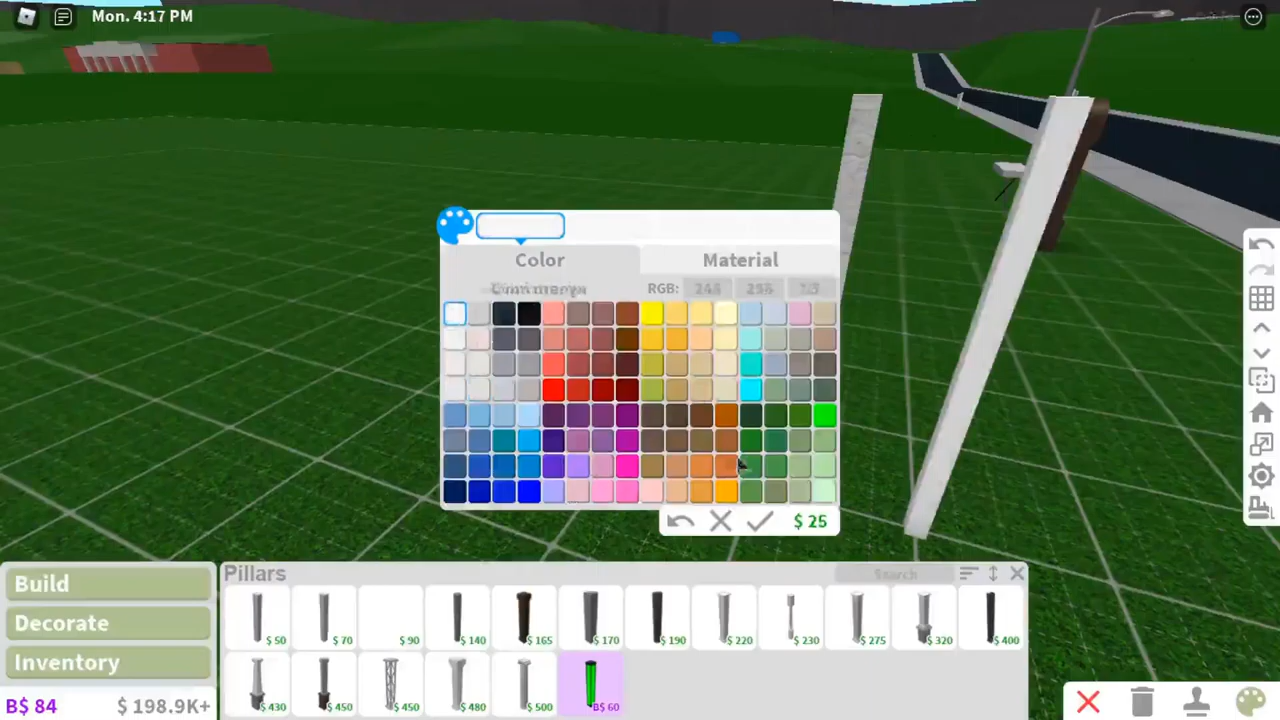 Mon. 4:17 PM
Color
Material
RGB:
$ 25
Pillars
Search
Build
Decorate
Inventory
B$ 84
$ 198.9K+
$ 50
$ 70
$ 90
$ 140
$ 165
$ 170
$ 190
$ 220
$ 230
$ 275
$ 320
$ 400
$ 430
$ 450
$ 450
$ 480
$ 500
B$ 60